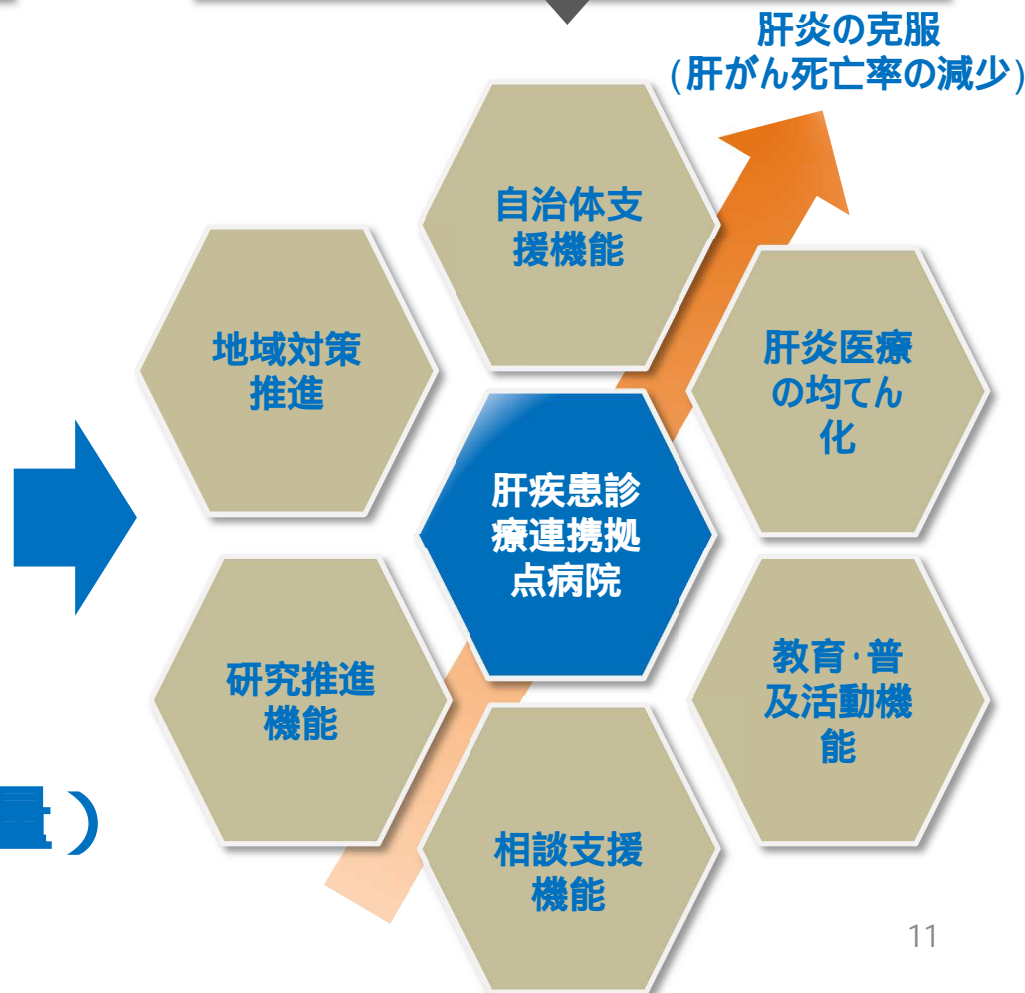 肝炎の克服
(肝がん死亡率の減少)
自治体支
援機能
地域対策
推進
肝炎医療
の均てん
化
肝疾患診
療連携拠
点病院
研究推進
機能
教育・普
及活動機
能
量）
相談支援
機能
11